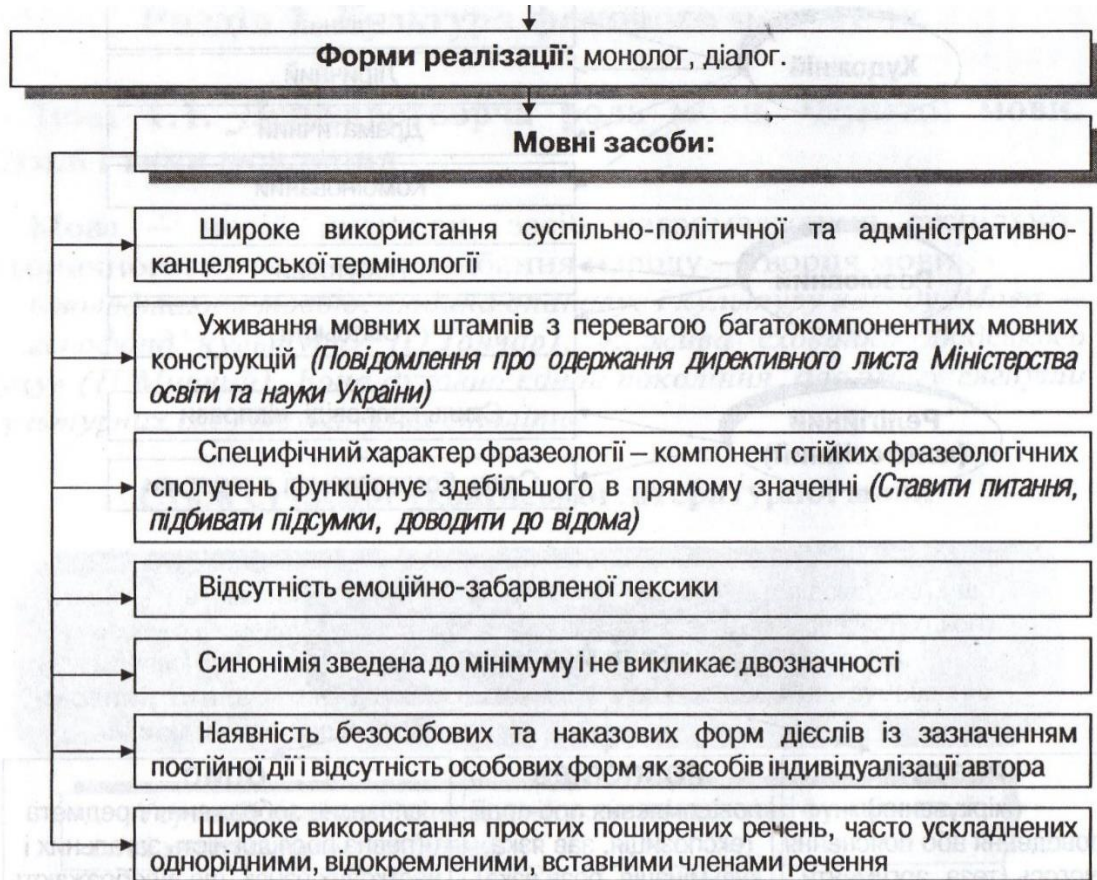 Форми реалізації: монолог, діалог.
Мовні засоби:
Широке використання суспільно-політичної та адміністративно-
канцелярської термінології
Уживання мовних штампів з перевагою багатокомпонентних мовних
конструкцій (Повідомлення про одержання директивного листа Міністерства
освіти та науки України)
Специфічний характер фразеології – компонент стійких фразеологічних
сполучень функціонує здебільшого в прямому значенні (Ставити питання,
підбивати підсумки, доводити до відома)
Відсутність емоційно-забарвленої лексики
Синонімія зведена до мінімуму і не викликає двозначності
Наявність безособових та наказових форм дієслів із зазначенням
постійної дії і відсутність особових форм як засобів індивідуалізації автора
Широке використання простих поширених речень, часто ускладнених
однорідними, відокремленими, вставними членами речення